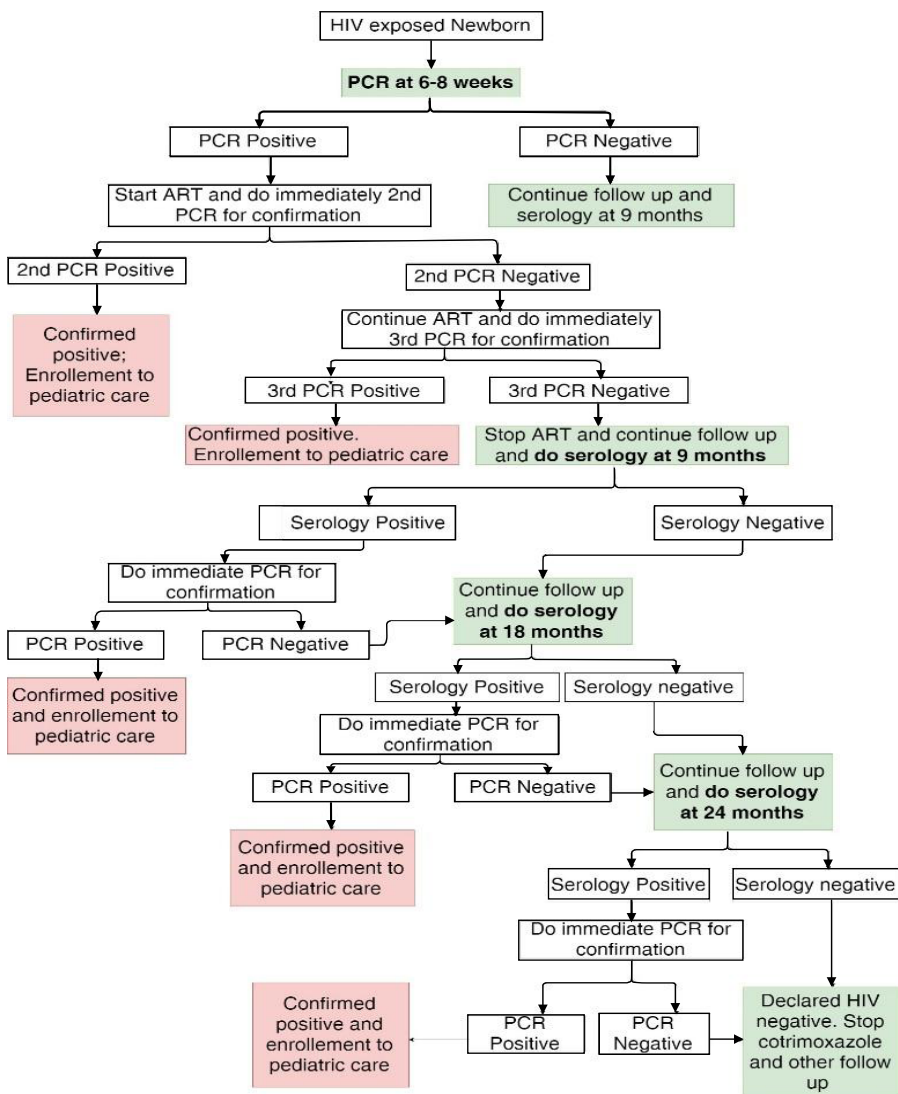 HIV exposed Newborn
PCR at 6-8 weeks
PCR Positive
PCR Negative
Start ART and do immediately 2nd
PCR for confirmation
Continue follow up and
serology at 9 months
2nd PCR Positive
2nd PCR Negative
Confirmed
positive;
Enrollement to
pediatric care
Continue ART and do immediately
3rd PCR for confirmation
3rd PCR Positive
3rd PCR Negative
Confirmed positive.
Enrollement to pediatric care
Stop ART and continue follow up
and do serology at 9 months
Serology Positive
Serology Negative
Do immediate PCR for
confirmation
Continue follow up
and do serology
at 18 months
PCR Positive
PCR Negative
Confirmed positive
and enrollement to
pediatric care
Serology Positive
Serology negative
Do immediate PCR for
confirmation
Continue follow up
and do serology
at 24 months
PCR Positive
PCR Negative
Confirmed positive
and enrollement to
pediatric care
Serology Positive
Serology negative
Do immediate PCR for
confirmation
Confirmed
positive and
enrollement to
pediatric care
PCR
Positive
PCR
Negative
Declared HIV
negative. Stop
cotrimoxazole
and other follow
up